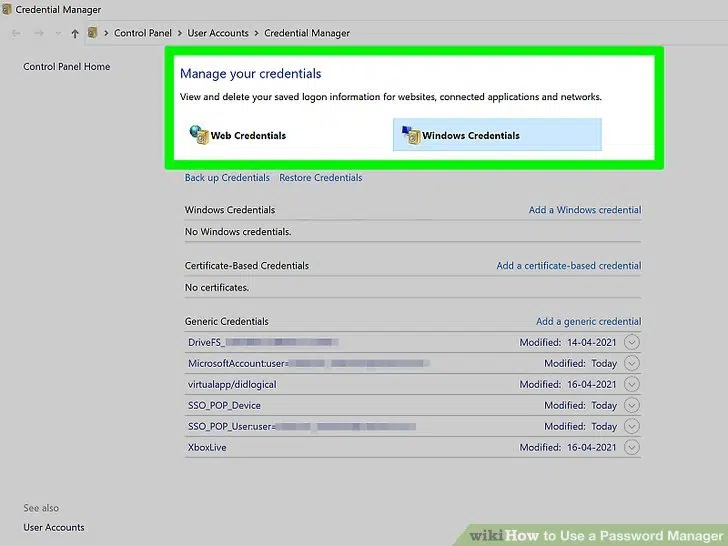 Credential Manager
Control Panel > User Accounts > Credential Manager
Control Panel Home
Manage your credentials
View and delete your saved logon information for websites, connected applications and networks.
Web Credentials Windows Credentials
Back up Credentials Restore Credentials
Windows Credentials Add a Windows credential
No Windows credentials.
Certificate-Based Credentials Add a certificate-based credential
No certificates.
Generic Credentials Add a generic credential
DriveFS_ Modified: 14-04-2021
MicrosoftAccount:user= Modified: Today
virtualapp/didlogical Modified: 16-04-2021
SSO_POP_Device Modified: Today
SSO_POP_User:user= Modified: Today
XboxLive Modified: 16-04-2021
See also
User Accounts
wikiHow to Use a Password Manager